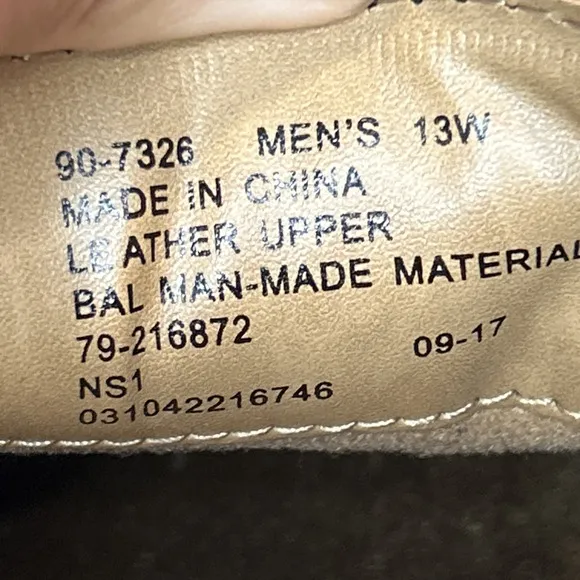 90-7326 MEN'S 13W
MADE IN CHINA
LEATHER UPPER
BAL MAN-MADE MATERIAL
79-216872 09-17
NS1
031042216746